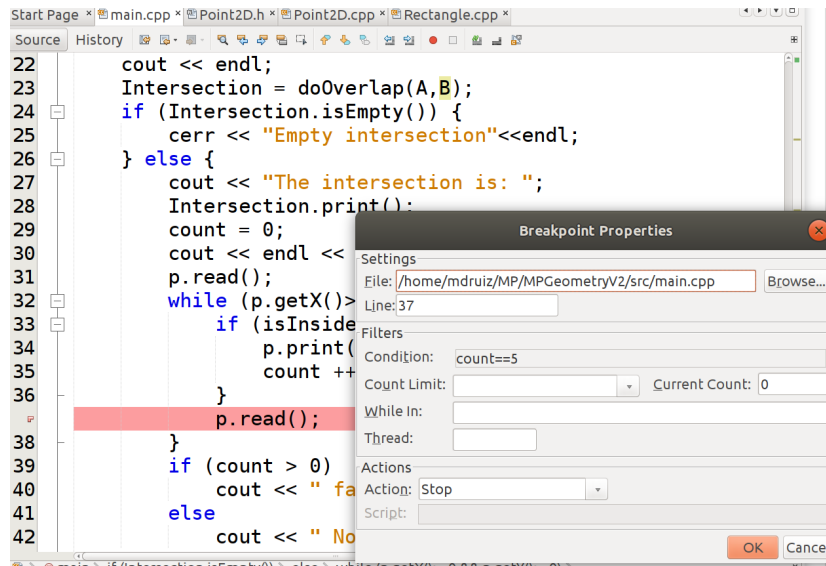 Start Page main.cpp Point2D.h Point2D.cpp Rectangle.cpp
Source History
22 cout << endl;
23 Intersection = doOverlap(A,B);
24 if (Intersection.isEmpty()) {
25 cerr << "Empty intersection"<<endl;
26 } else {
27 cout << "The intersection is: ";
28 Intersection.print();
29 count = 0;
30 cout << endl <<
31 p.read();
32 while (p.getX()>
33 if (isInside
34 p.print(
35 count ++
36 }
p.read();
38 }
39 if (count > 0)
40 cout << " fa
41 else
42 cout << " No
Breakpoint Properties
Settings
File: /home/mdruiz/MP/MPGeometryV2/src/main.cpp Browse...
Line: 37
Filters
Condition: count==5
Count Limit: Current Count: 0
While In:
Thread:
Actions
Action: Stop
Script:
OK Cance